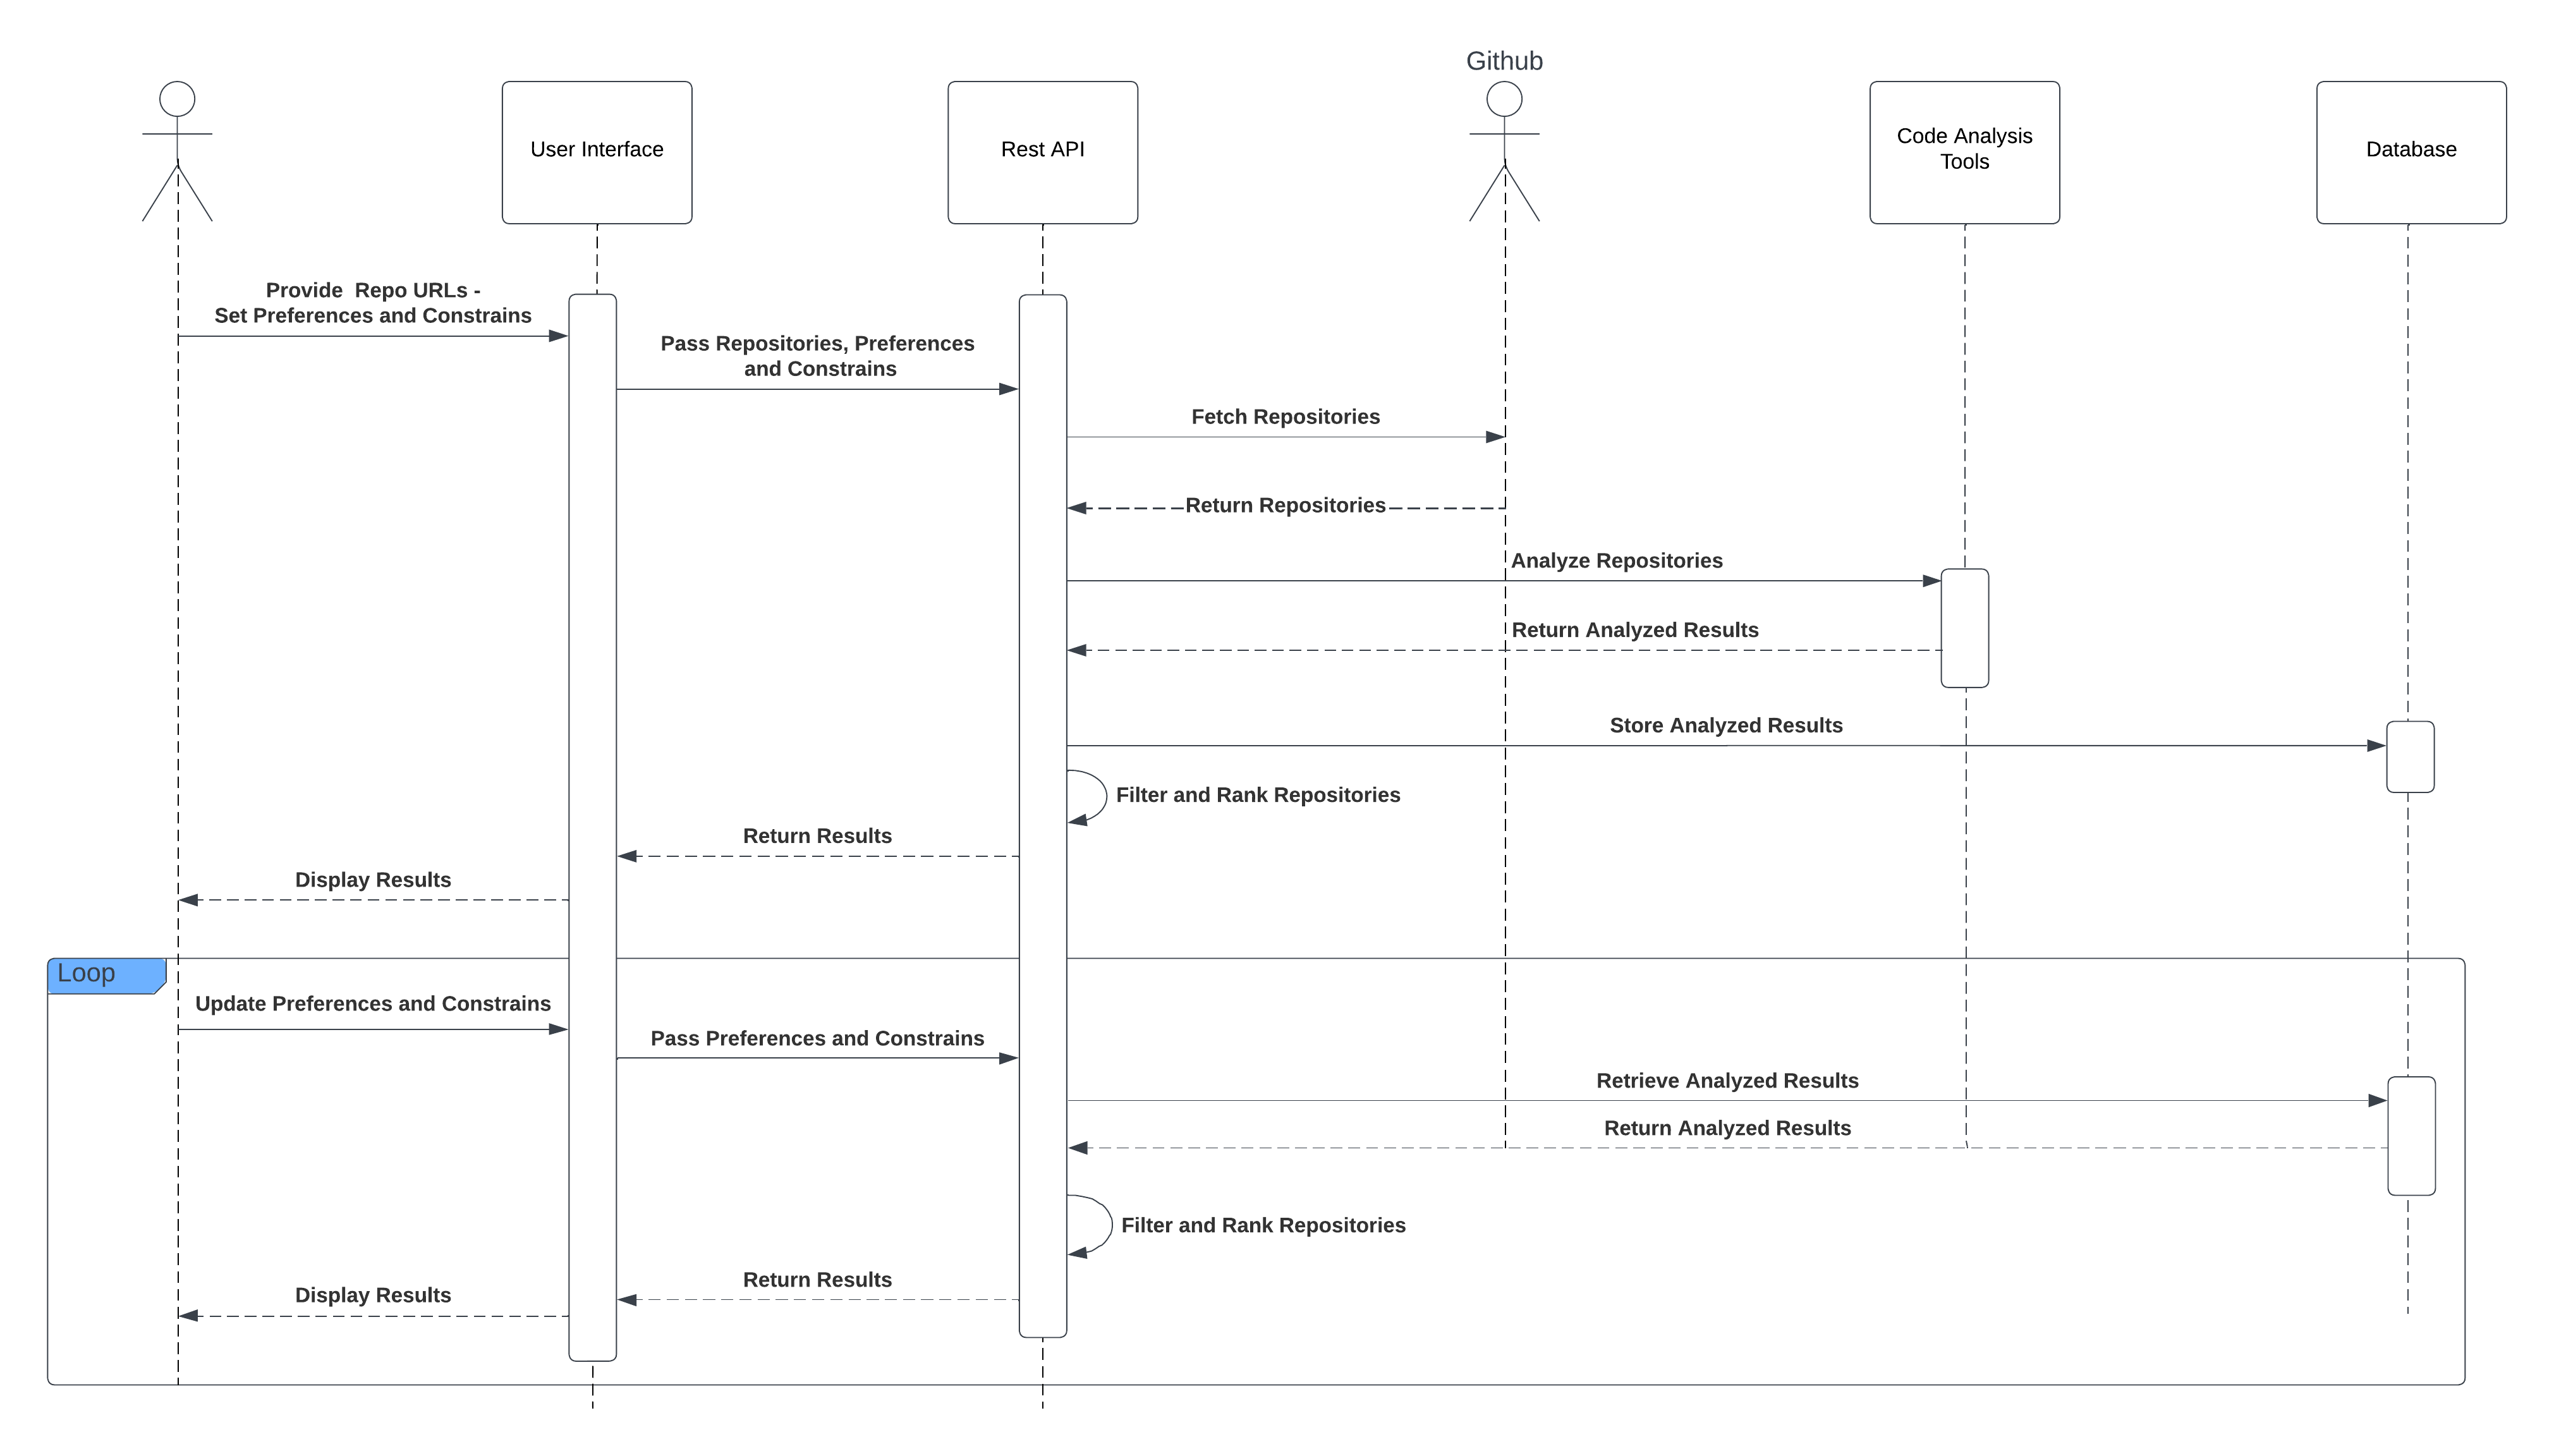 Github
User Interface
Rest API
Code Analysis
Tools
Database
Provide  Repo URLs -
Set Preferences and Constrains
Pass Repositories, Preferences
and Constrains
Fetch Repositories
Return Repositories
Analyze Repositories
Return Analyzed Results
Store Analyzed Results
Filter and Rank Repositories
Return Results
Display Results
Loop
Update Preferences and Constrains
Pass Preferences and Constrains
Retrieve Analyzed Results
Return Analyzed Results
Filter and Rank Repositories
Return Results
Display Results